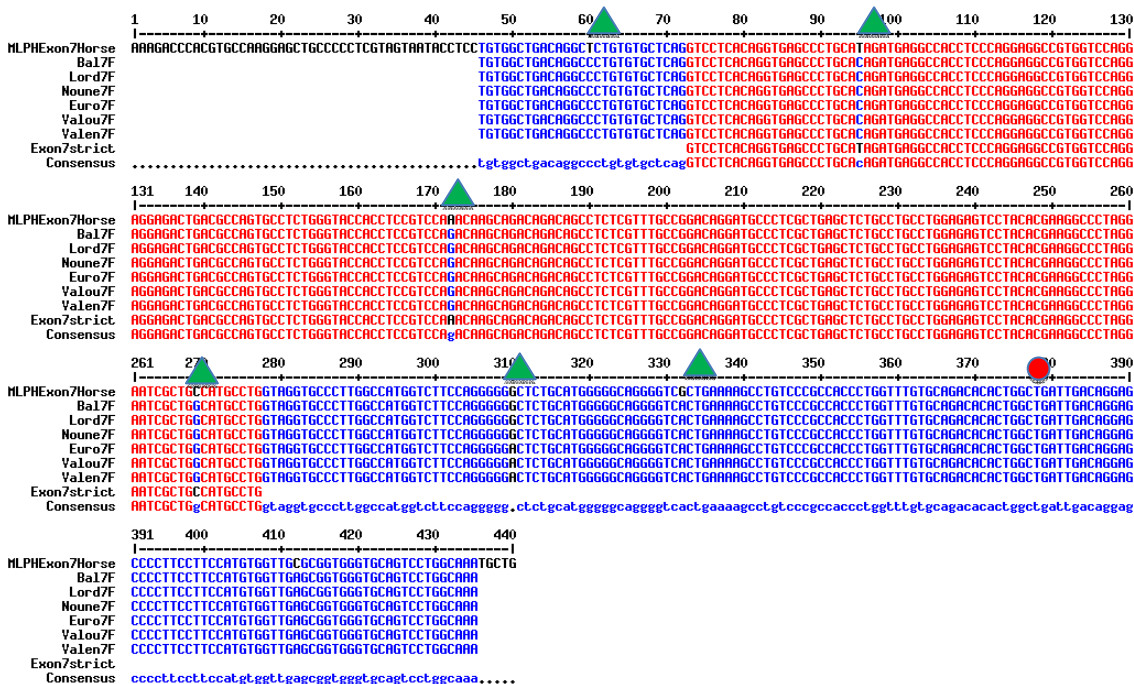 1 10 20 30 40 50 60 70 80 90 100 110 120 130
|--------+---------+---------+---------+---------+---------+---------+---------+---------+---------+---------+---------+---------|
MLPHExon7Horse AAAGACCCACGTGCCAAGGAGCTGCCCCCTCGTAGTAATACCTCCTGTGGCTGACAGGCTCTGTGTGCTCAGGTCCTCACAGGTGAGCCCTGCATAGATGAGGCCACCTCCCAGGAGGCCGTGGTCCAGG
Bal7F TGTGGCTGACAGGCCCTGTGTGCTCAGGTCCTCACAGGTGAGCCCTGCACAGATGAGGCCACCTCCCAGGAGGCCGTGGTCCAGG
Lord7F TGTGGCTGACAGGCCCTGTGTGCTCAGGTCCTCACAGGTGAGCCCTGCACAGATGAGGCCACCTCCCAGGAGGCCGTGGTCCAGG
Noune7F TGTGGCTGACAGGCCCTGTGTGCTCAGGTCCTCACAGGTGAGCCCTGCACAGATGAGGCCACCTCCCAGGAGGCCGTGGTCCAGG
Euro7F TGTGGCTGACAGGCCCTGTGTGCTCAGGTCCTCACAGGTGAGCCCTGCACAGATGAGGCCACCTCCCAGGAGGCCGTGGTCCAGG
Valou7F TGTGGCTGACAGGCCCTGTGTGCTCAGGTCCTCACAGGTGAGCCCTGCACAGATGAGGCCACCTCCCAGGAGGCCGTGGTCCAGG
Valen7F TGTGGCTGACAGGCCCTGTGTGCTCAGGTCCTCACAGGTGAGCCCTGCACAGATGAGGCCACCTCCCAGGAGGCCGTGGTCCAGG
Exon7strict GTCCTCACAGGTGAGCCCTGCATAGATGAGGCCACCTCCCAGGAGGCCGTGGTCCAGG
Consensus .............................................tgtggctgacaggccctgtgtgctcagGTCCTCACAGGTGAGCCCTGCAcAGATGAGGCCACCTCCCAGGAGGCCGTGGTCCAGG
131 140 150 160 170 180 190 200 210 220 230 240 250 260
|--------+---------+---------+---------+---------+---------+---------+---------+---------+---------+---------+---------+---------|
MLPHExon7Horse AGGAGACTGACGCCAGTGCCTCTGGGTACCACCTCCGTCCAAACAAGCAGACAGACAGCCTCTCGTTTGCCGGACAGGATGCCCTCGCTGAGCTCTGCCTGCCTGGAGAGTCCTACACGAAGGCCCTAGG
Bal7F AGGAGACTGACGCCAGTGCCTCTGGGTACCACCTCCGTCCAGACAAGCAGACAGACAGCCTCTCGTTTGCCGGACAGGATGCCCTCGCTGAGCTCTGCCTGCCTGGAGAGTCCTACACGAAGGCCCTAGG
Lord7F AGGAGACTGACGCCAGTGCCTCTGGGTACCACCTCCGTCCAGACAAGCAGACAGACAGCCTCTCGTTTGCCGGACAGGATGCCCTCGCTGAGCTCTGCCTGCCTGGAGAGTCCTACACGAAGGCCCTAGG
Noune7F AGGAGACTGACGCCAGTGCCTCTGGGTACCACCTCCGTCCAGACAAGCAGACAGACAGCCTCTCGTTTGCCGGACAGGATGCCCTCGCTGAGCTCTGCCTGCCTGGAGAGTCCTACACGAAGGCCCTAGG
Euro7F AGGAGACTGACGCCAGTGCCTCTGGGTACCACCTCCGTCCAGACAAGCAGACAGACAGCCTCTCGTTTGCCGGACAGGATGCCCTCGCTGAGCTCTGCCTGCCTGGAGAGTCCTACACGAAGGCCCTAGG
Valou7F AGGAGACTGACGCCAGTGCCTCTGGGTACCACCTCCGTCCAGACAAGCAGACAGACAGCCTCTCGTTTGCCGGACAGGATGCCCTCGCTGAGCTCTGCCTGCCTGGAGAGTCCTACACGAAGGCCCTAGG
Valen7F AGGAGACTGACGCCAGTGCCTCTGGGTACCACCTCCGTCCAGACAAGCAGACAGACAGCCTCTCGTTTGCCGGACAGGATGCCCTCGCTGAGCTCTGCCTGCCTGGAGAGTCCTACACGAAGGCCCTAGG
Exon7strict AGGAGACTGACGCCAGTGCCTCTGGGTACCACCTCCGTCCAAACAAGCAGACAGACAGCCTCTCGTTTGCCGGACAGGATGCCCTCGCTGAGCTCTGCCTGCCTGGAGAGTCCTACACGAAGGCCCTAGG
Consensus AGGAGACTGACGCCAGTGCCTCTGGGTACCACCTCCGTCCAgACAAGCAGACAGACAGCCTCTCGTTTGCCGGACAGGATGCCCTCGCTGAGCTCTGCCTGCCTGGAGAGTCCTACACGAAGGCCCTAGG
261 270 280 290 300 310 320 330 340 350 360 370 380 390
|--------+---------+---------+---------+---------+---------+---------+---------+---------+---------+---------+---------+---------|
MLPHExon7Horse AATCGCTGCCATGCCTGGTAGGTGCCCTTGGCCATGGTCTTCCAGGGGGGCTCTGCATGGGGGCAGGGGTCGCTGAAAAGCCTGTCCCGCCACCCTGGTTTGTGCAGACACACTGGCTGATTGACAGGAG
Bal7F AATCGCTGGCATGCCTGGTAGGTGCCCTTGGCCATGGTCTTCCAGGGGGGCTCTGCATGGGGGCAGGGGTCACTGAAAAGCCTGTCCCGCCACCCTGGTTTGTGCAGACACACTGGCTGATTGACAGGAG
Lord7F AATCGCTGGCATGCCTGGTAGGTGCCCTTGGCCATGGTCTTCCAGGGGGGCTCTGCATGGGGGCAGGGGTCACTGAAAAGCCTGTCCCGCCACCCTGGTTTGTGCAGACACACTGGCTGATTGACAGGAG
Noune7F AATCGCTGGCATGCCTGGTAGGTGCCCTTGGCCATGGTCTTCCAGGGGGGCTCTGCATGGGGGCAGGGGTCACTGAAAAGCCTGTCCCGCCACCCTGGTTTGTGCAGACACACTGGCTGATTGACAGGAG
Euro7F AATCGCTGGCATGCCTGGTAGGTGCCCTTGGCCATGGTCTTCCAGGGGGACTCTGCATGGGGGCAGGGGTCACTGAAAAGCCTGTCCCGCCACCCTGGTTTGTGCAGACACACTGGCTGATTGACAGGAG
Valou7F AATCGCTGGCATGCCTGGTAGGTGCCCTTGGCCATGGTCTTCCAGGGGGACTCTGCATGGGGGCAGGGGTCACTGAAAAGCCTGTCCCGCCACCCTGGTTTGTGCAGACACACTGGCTGATTGACAGGAG
Valen7F AATCGCTGGCATGCCTGGTAGGTGCCCTTGGCCATGGTCTTCCAGGGGGACTCTGCATGGGGGCAGGGGTCACTGAAAAGCCTGTCCCGCCACCCTGGTTTGTGCAGACACACTGGCTGATTGACAGGAG
Exon7strict AATCGCTGCCATGCCTG
Consensus AATCGCTGgCATGCCTGgtaggtgcccttggccatggtcttccaggggg.ctctgcatgggggcaggggtcactgaaaagcctgtcccgccaccctggtttgtgcagacacactggctgattgacaggag
391 400 410 420 430 440
|--------+---------+---------+---------+---------|
MLPHExon7Horse CCCCTTCCTTCCATGTGGTTGCGCGGTGGGTGCAGTCCTGGCAAATGCTG
Bal7F CCCCTTCCTTCCATGTGGTTGAGCGGTGGGTGCAGTCCTGGCAAA
Lord7F CCCCTTCCTTCCATGTGGTTGAGCGGTGGGTGCAGTCCTGGCAAA
Noune7F CCCCTTCCTTCCATGTGGTTGAGCGGTGGGTGCAGTCCTGGCAAA
Euro7F CCCCTTCCTTCCATGTGGTTGAGCGGTGGGTGCAGTCCTGGCAAA
Valou7F CCCCTTCCTTCCATGTGGTTGAGCGGTGGGTGCAGTCCTGGCAAA
Valen7F CCCCTTCCTTCCATGTGGTTGAGCGGTGGGTGCAGTCCTGGCAAA
Exon7strict
Consensus ccccttccttccatgtggttgagcggtgggtgcagtcctggcaaa.....